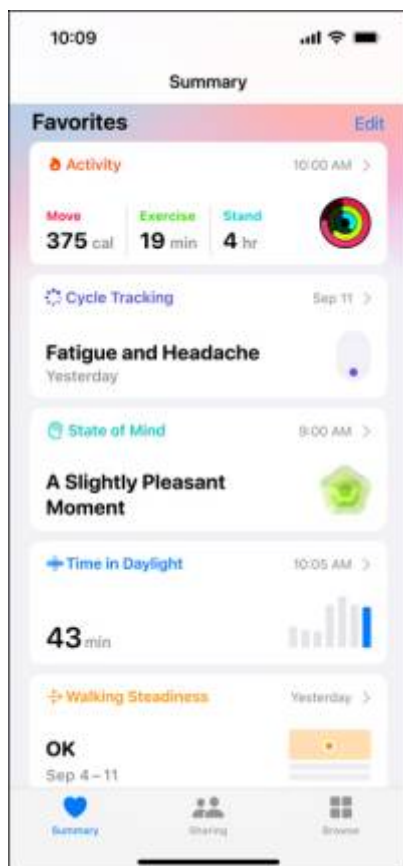 10:09
Summary
Favorites Edit
Activity 10:00 AM
Move Exercise Stand
375 cal 19 min 4 hr
Cycle Tracking Sep 11
Fatigue and Headache
Yesterday
State of Mind 9:00 AM
A Slightly Pleasant
Moment
Time in Daylight 10:05 AM
43 min
Walking Steadiness Yesterday
OK
Sep 4–11
Summary Sharing Browse